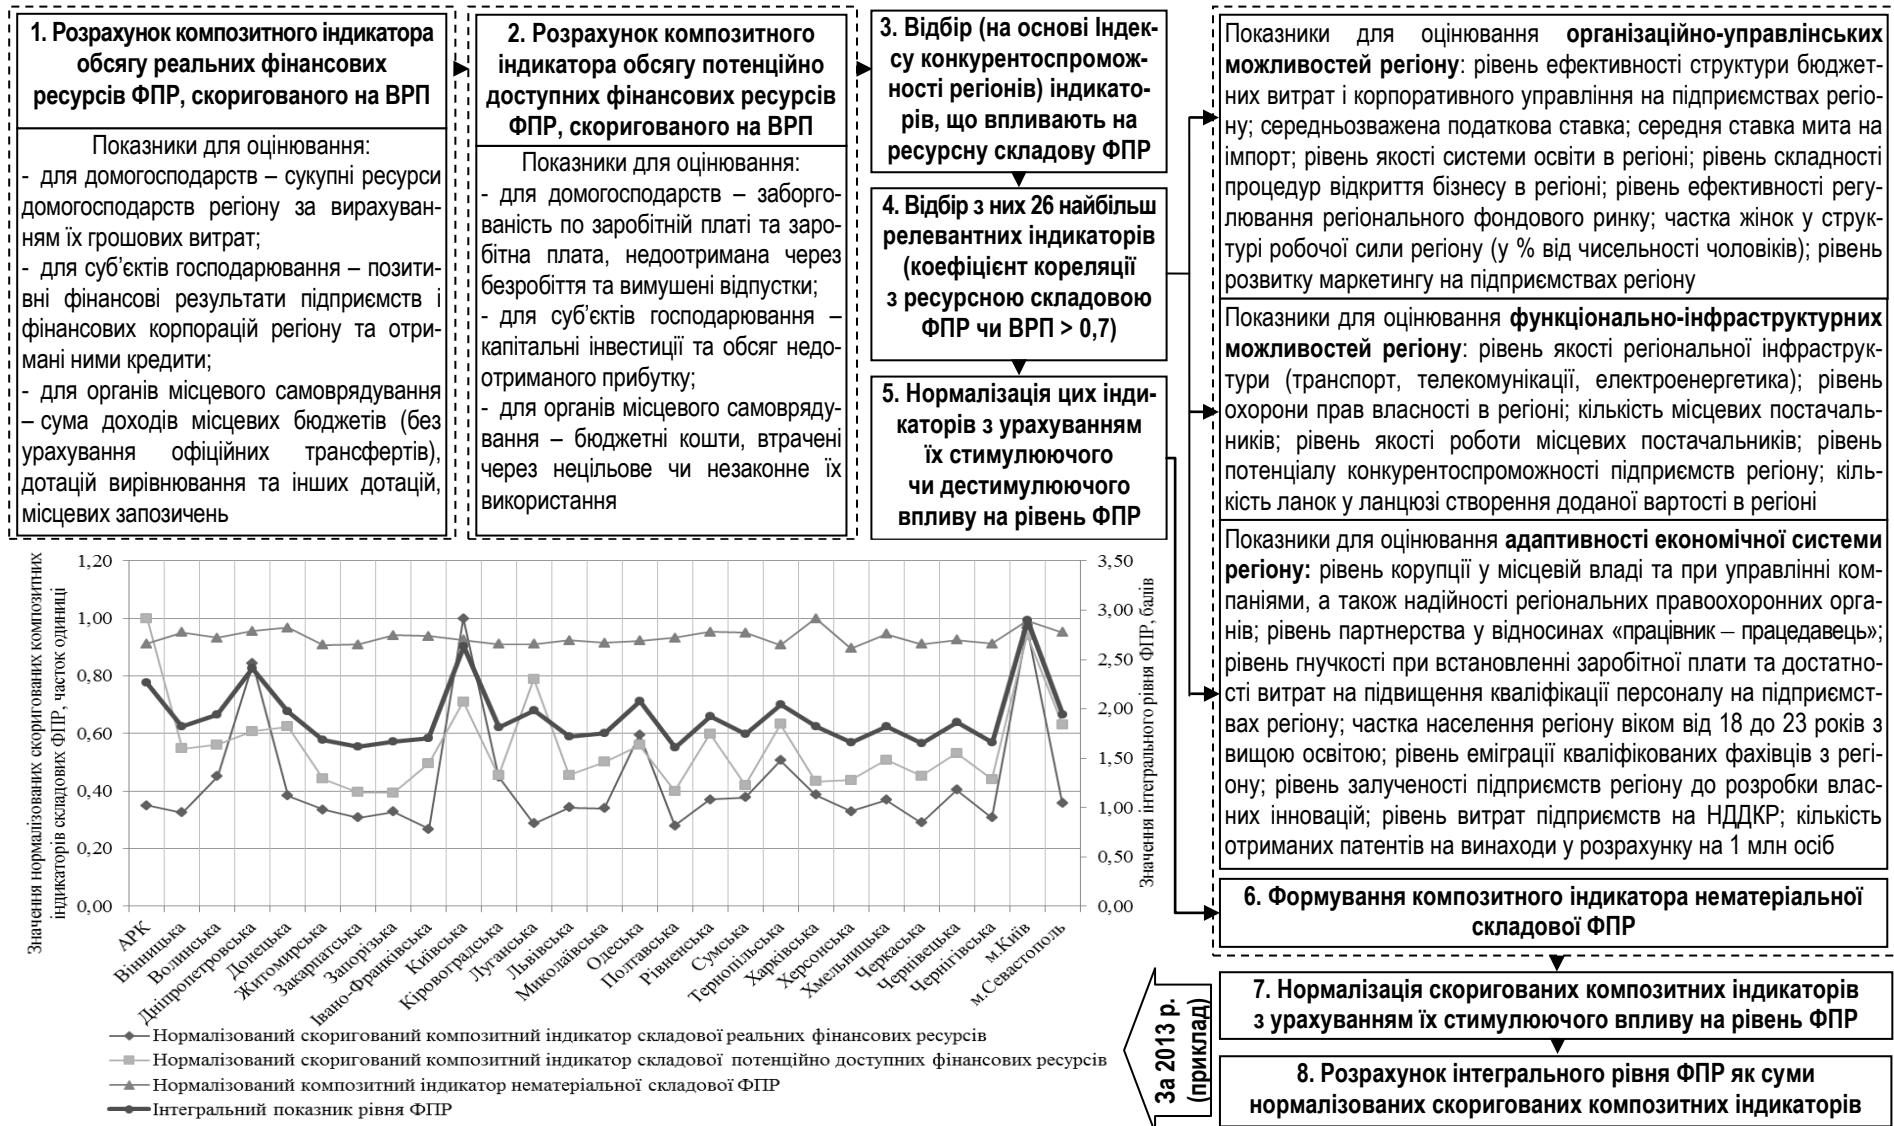 1. Розрахунок композитного індикатора
обсягу реальних фінансових
ресурсів ФПР, скоригованого на ВРП
Показники для оцінювання:
- для домогосподарств – сукупні ресурси
домогосподарств регіону за вирахуван-
ням їх грошових витрат;
- для суб’єктів господарювання – позити-
вні фінансові результати підприємств і
фінансових корпорацій регіону та отри-
мані ними кредити;
- для органів місцевого самоврядування
– сума доходів місцевих бюджетів (без
урахування офіційних трансфертів),
дотацій вирівнювання та інших дотацій,
місцевих запозичень
2. Розрахунок композитного
індикатора обсягу потенційно
доступних фінансових ресурсів
ФПР, скоригованого на ВРП
Показники для оцінювання:
- для домогосподарств – заборго-
ваність по заробітній платі та заро-
бітна плата, недоотримана через
безробіття та вимушені відпустки;
- для суб’єктів господарювання –
капітальні інвестиції та обсяг недо-
отриманого прибутку;
- для органів місцевого самовряду-
вання – бюджетні кошти, втрачені
через нецільове чи незаконне їх
використання
3. Відбір (на основі Індек-
су конкурентоспромож-
ності регіонів) індикато-
рів, що впливають на
ресурсну складову ФПР
4. Відбір з них 26 найбільш
релевантних індикаторів
(коефіцієнт кореляції
з ресурсною складовою
ФПР чи ВРП > 0,7)
5. Нормалізація цих інди-
каторів з урахуванням
їх стимулюючого
чи дестимулюючого
впливу на рівень ФПР
Показники для оцінювання організаційно-управлінських
можливостей регіону: рівень ефективності структури бюджет-
них витрат і корпоративного управління на підприємствах регіо-
ну; середньозважена податкова ставка; середня ставка мита на
імпорт; рівень якості системи освіти в регіоні; рівень складності
процедур відкриття бізнесу в регіоні; рівень ефективності регу-
лювання регіонального фондового ринку; частка жінок у струк-
турі робочої сили регіону (у % від чисельності чоловіків); рівень
розвитку маркетингу на підприємствах регіону
Показники для оцінювання функціонально-інфраструктурних
можливостей регіону: рівень якості регіональної інфраструк-
тури (транспорт, телекомунікації, електроенергетика); рівень
охорони прав власності в регіоні; кількість місцевих постачаль-
ників; рівень якості роботи місцевих постачальників; рівень
потенціалу конкурентоспроможності підприємств регіону; кіль-
кість ланок у ланцюзі створення доданої вартості в регіоні
Показники для оцінювання адаптивності економічної системи
регіону: рівень корупції у місцевій владі та при управлінні ком-
паніями, а також надійності регіональних правоохоронних орга-
нів; рівень партнерства у відносинах «працівник – працедавець»;
рівень гнучкості при встановленні заробітної плати та достатно-
сті витрат на підвищення кваліфікації персоналу на підприємст-
вах регіону; частка населення регіону віком від 18 до 23 років з
вищою освітою; рівень еміграції кваліфікованих фахівців з регі-
ону; рівень залученості підприємств регіону до розробки влас-
них інновацій; рівень витрат підприємств на НДДКР; кількість
отриманих патентів на винаходи у розрахунку на 1 млн осіб
6. Формування композитного індикатора нематеріальної
складової ФПР
7. Нормалізація скоригованих композитних індикаторів
з урахуванням їх стимулюючого впливу на рівень ФПР
8. Розрахунок інтегрального рівня ФПР як суми
нормалізованих скоригованих композитних індикаторів
За 2013 р.
(приклад)
Значення нормалізованих скоригованих композитних
індикаторів складових ФПР, часток одиниці
1,20
1,00
0,80
0,60
0,40
0,20
0,00
3,50
3,00
2,50
2,00
1,50
1,00
0,50
0,00
Значення інтегрального рівня ФПР, балів
АРК
Вінницька
Волинська
Дніпропетровська
Донецька
Житомирська
Закарпатська
Запорізька
Івано-Франківська
Київська
Кіровоградська
Луганська
Львівська
Миколаївська
Одеська
Полтавська
Рівненська
Сумська
Тернопільська
Харківська
Херсонська
Хмельницька
Черкаська
Чернівецька
Чернігівська
м.Київ
м.Севастополь
Нормалізований скоригований композитний індикатор складової реальних фінансових ресурсів
Нормалізований скоригований композитний індикатор складової потенційно доступних фінансових ресурсів
Нормалізований композитний індикатор нематеріальної складової ФПР
Інтегральний показник рівня ФПР